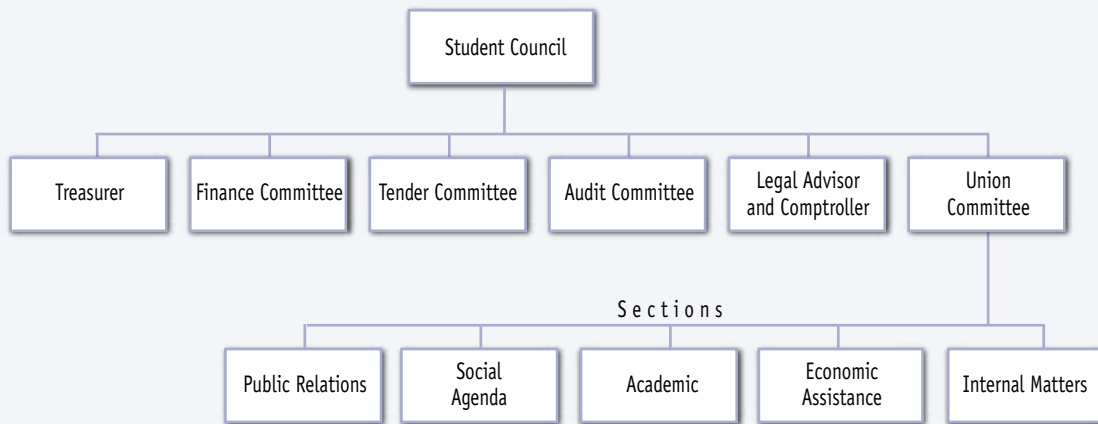 Student Council
Treasurer
Finance Committee
Tender Committee
Audit Committee
Legal Advisor
and Comptroller
Union
Committee
Sections
Public Relations
Social
Agenda
Academic
Economic
Assistance
Internal Matters